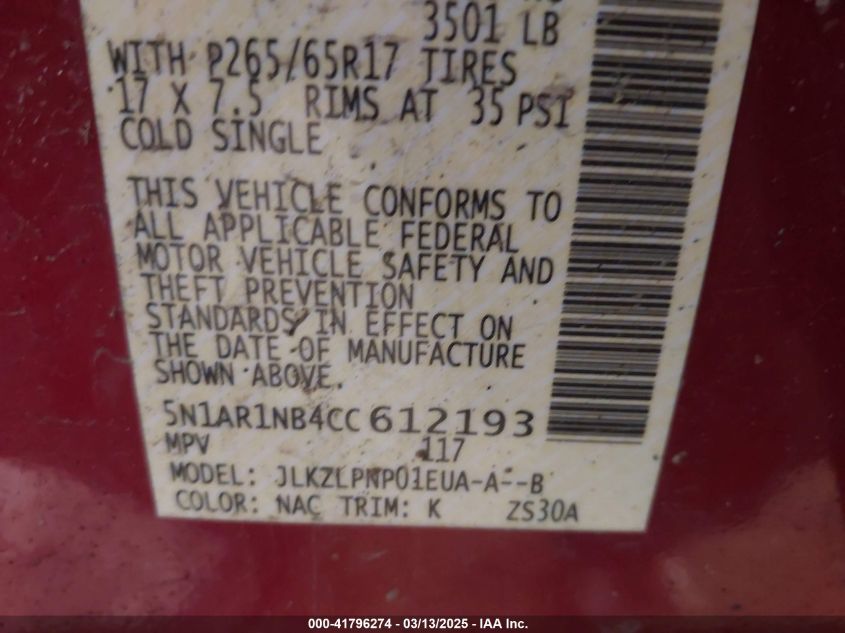 3501 LB
WITH P265/65R17 TIRES
17 X 7.5 RIMS AT 35 PSI
COLD SINGLE
THIS VEHICLE CONFORMS TO
ALL APPLICABLE FEDERAL
MOTOR VEHICLE SAFETY AND
THEFT PREVENTION
STANDARDS IN EFFECT ON
THE DATE OF MANUFACTURE
SHOWN ABOVE.
5N1AR1NB4CC612193
MPV 117
MODEL: JLKZLPNP01EUA-A--B
COLOR: NAC TRIM: K ZS30A
000-41796274 - 03/13/2025 - IAA Inc.